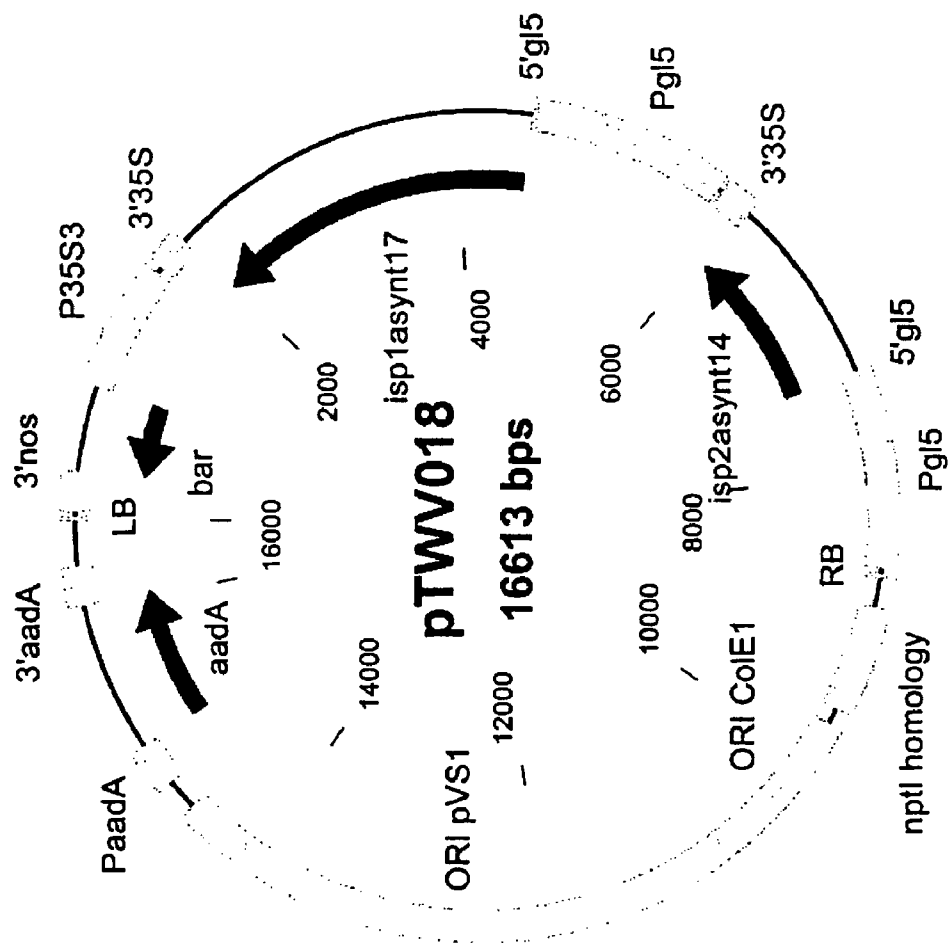 pTWV018
16613 bps
LB
3'nos
P35S3
3'35S
bar
isp1asynt17
5'gl5
Pgl5
3'35S
isp2asynt14
5'gl5
Pgl5
RB
nptI homology
ORI ColE1
ORI pVS1
PaadA
aadA
3'aadA
2000
4000
6000
8000
10000
12000
14000
16000